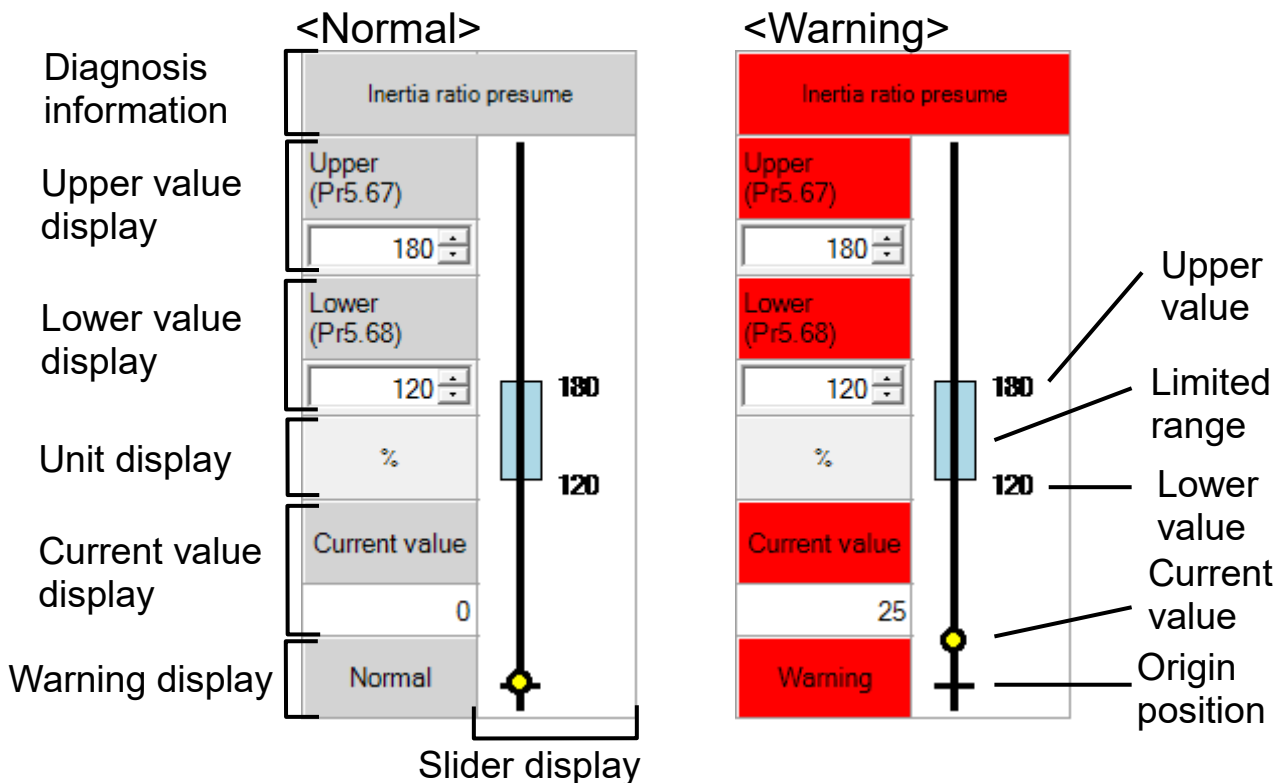 <Normal>
<Warning>
Diagnosis
information
Inertia ratio presume
Inertia ratio presume
Upper value
display
Upper
(Pr5.67)
180
Upper
(Pr5.67)
180
Upper
value
Lower value
display
Lower
(Pr5.68)
120
180
120
Lower
(Pr5.68)
120
180
120
Limited
range
Unit display
%
%
Lower
value
Current value
display
Current value
0
Current value
25
Current
value
Warning display
Normal
Warning
Origin
position
Slider display